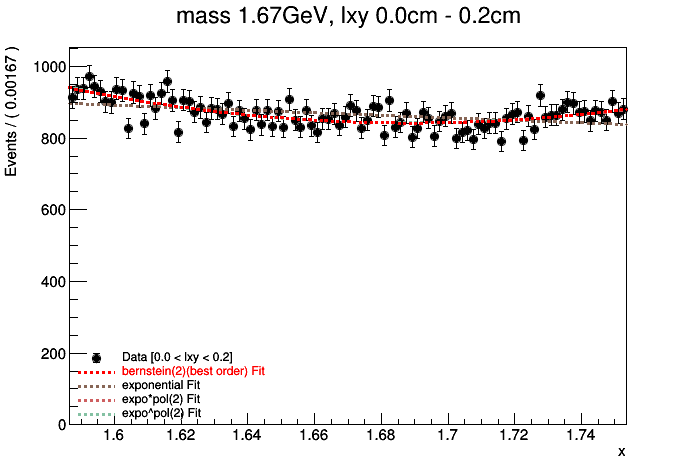 mass 1.67GeV, lxy 0.0cm - 0.2cm
Events / ( 0.00167 )
1000
800
600
400
200
0
Data [0.0 < lxy < 0.2]
bernstein(2)(best order) Fit
exponential Fit
expo*pol(2) Fit
expo^pol(2) Fit
1.6 1.62 1.64 1.66 1.68 1.7 1.72 1.74
x